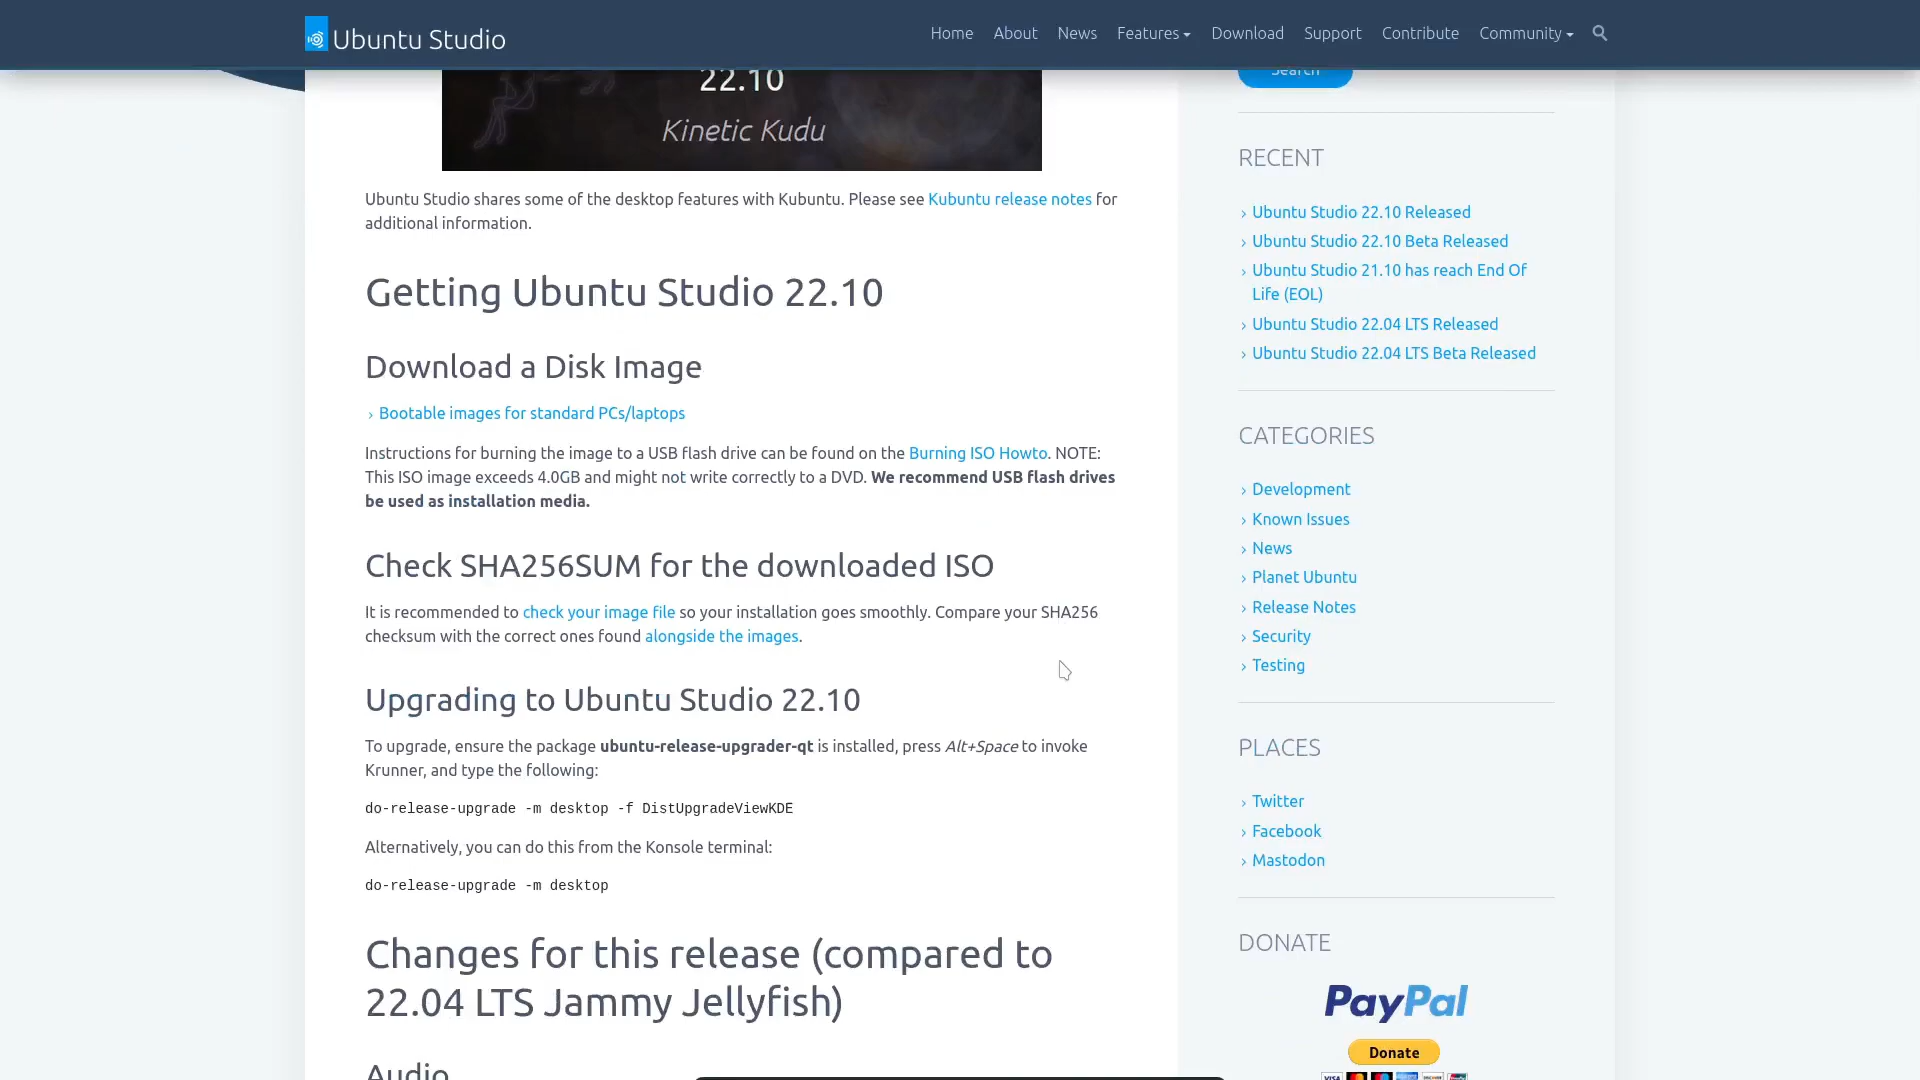 Ubuntu Studio
Home About News Features Download Support Contribute Community
22.10
Kinetic Kudu
Ubuntu Studio shares some of the desktop features with Kubuntu. Please see Kubuntu release notes for
additional information.
Getting Ubuntu Studio 22.10
Download a Disk Image
Bootable images for standard PCs/laptops
Instructions for burning the image to a USB flash drive can be found on the Burning ISO Howto. NOTE:
This ISO image exceeds 4.0GB and might not write correctly to a DVD. We recommend USB flash drives
be used as installation media.
Check SHA256SUM for the downloaded ISO
It is recommended to check your image file so your installation goes smoothly. Compare your SHA256
checksum with the correct ones found alongside the images.
Upgrading to Ubuntu Studio 22.10
To upgrade, ensure the package ubuntu-release-upgrader-qt is installed, press Alt+Space to invoke
Krunner, and type the following:
do-release-upgrade -m desktop -f DistUpgradeViewKDE
Alternatively, you can do this from the Konsole terminal:
do-release-upgrade -m desktop
Changes for this release (compared to
22.04 LTS Jammy Jellyfish)
Audio
Search
RECENT
Ubuntu Studio 22.10 Released
Ubuntu Studio 22.10 Beta Released
Ubuntu Studio 21.10 has reach End Of
Life (EOL)
Ubuntu Studio 22.04 LTS Released
Ubuntu Studio 22.04 LTS Beta Released
CATEGORIES
Development
Known Issues
News
Planet Ubuntu
Release Notes
Security
Testing
PLACES
Twitter
Facebook
Mastodon
DONATE
PayPal
Donate
VISA